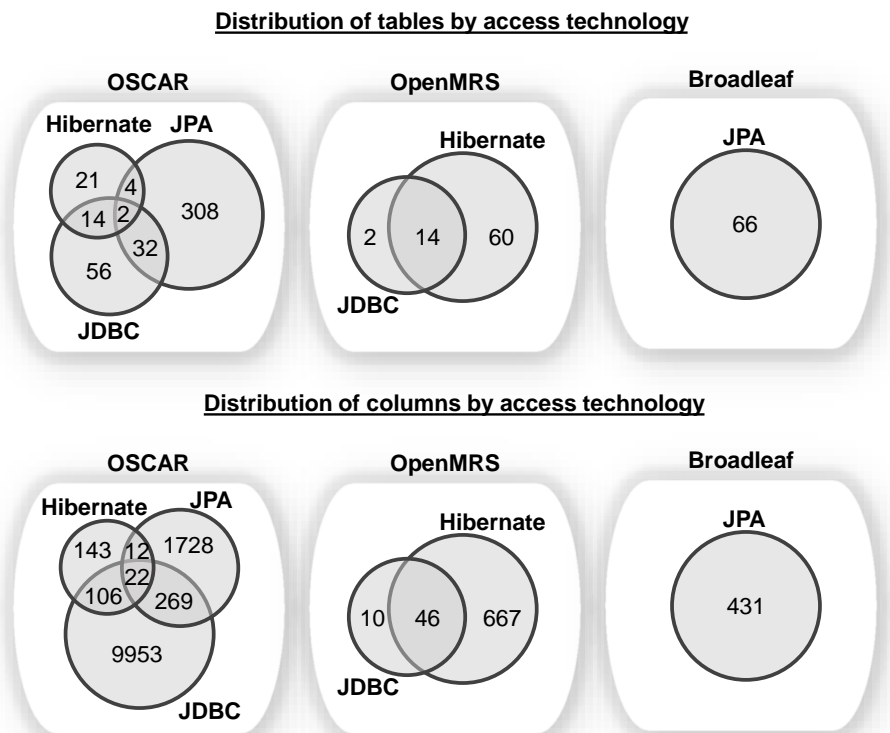 Distribution of tables by access technology
OSCAR
OpenMRS
Broadleaf
Hibernate
JPA
21
4
308
14
2
32
56
JDBC
Hibernate
2
14
60
JDBC
JPA
66
Distribution of columns by access technology
OSCAR
OpenMRS
Broadleaf
Hibernate
JPA
143
12
1728
22
106
269
9953
JDBC
Hibernate
10
46
667
JDBC
JPA
431